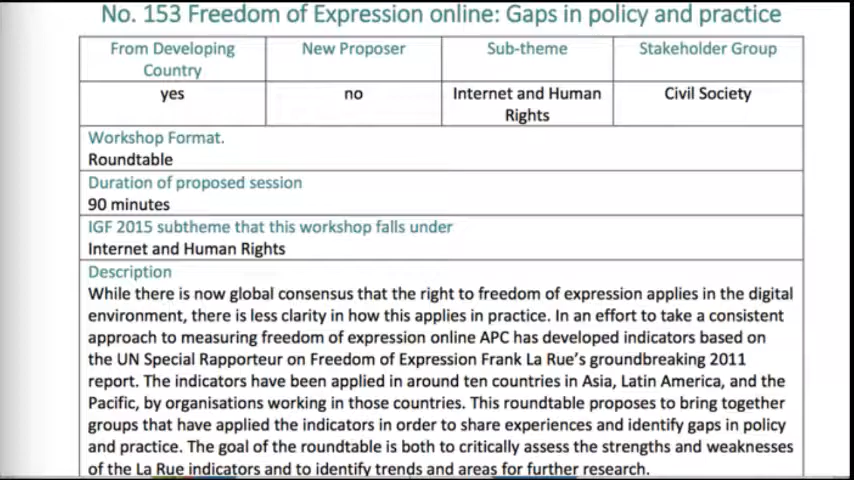 No. 153 Freedom of Expression online: Gaps in policy and practice
From Developing Country
New Proposer
Sub-theme
Stakeholder Group
yes
no
Internet and Human Rights
Civil Society
Workshop Format.
Roundtable
Duration of proposed session
90 minutes
IGF 2015 subtheme that this workshop falls under
Internet and Human Rights
Description
While there is now global consensus that the right to freedom of expression applies in the digital
environment, there is less clarity in how this applies in practice. In an effort to take a consistent
approach to measuring freedom of expression online APC has developed indicators based on
the UN Special Rapporteur on Freedom of Expression Frank La Rue's groundbreaking 2011
report. The indicators have been applied in around ten countries in Asia, Latin America, and the
Pacific, by organisations working in those countries. This roundtable proposes to bring together
groups that have applied the indicators in order to share experiences and identify gaps in policy
and practice. The goal of the roundtable is both to critically assess the strengths and weaknesses
of the La Rue indicators and to identify trends and areas for further research.